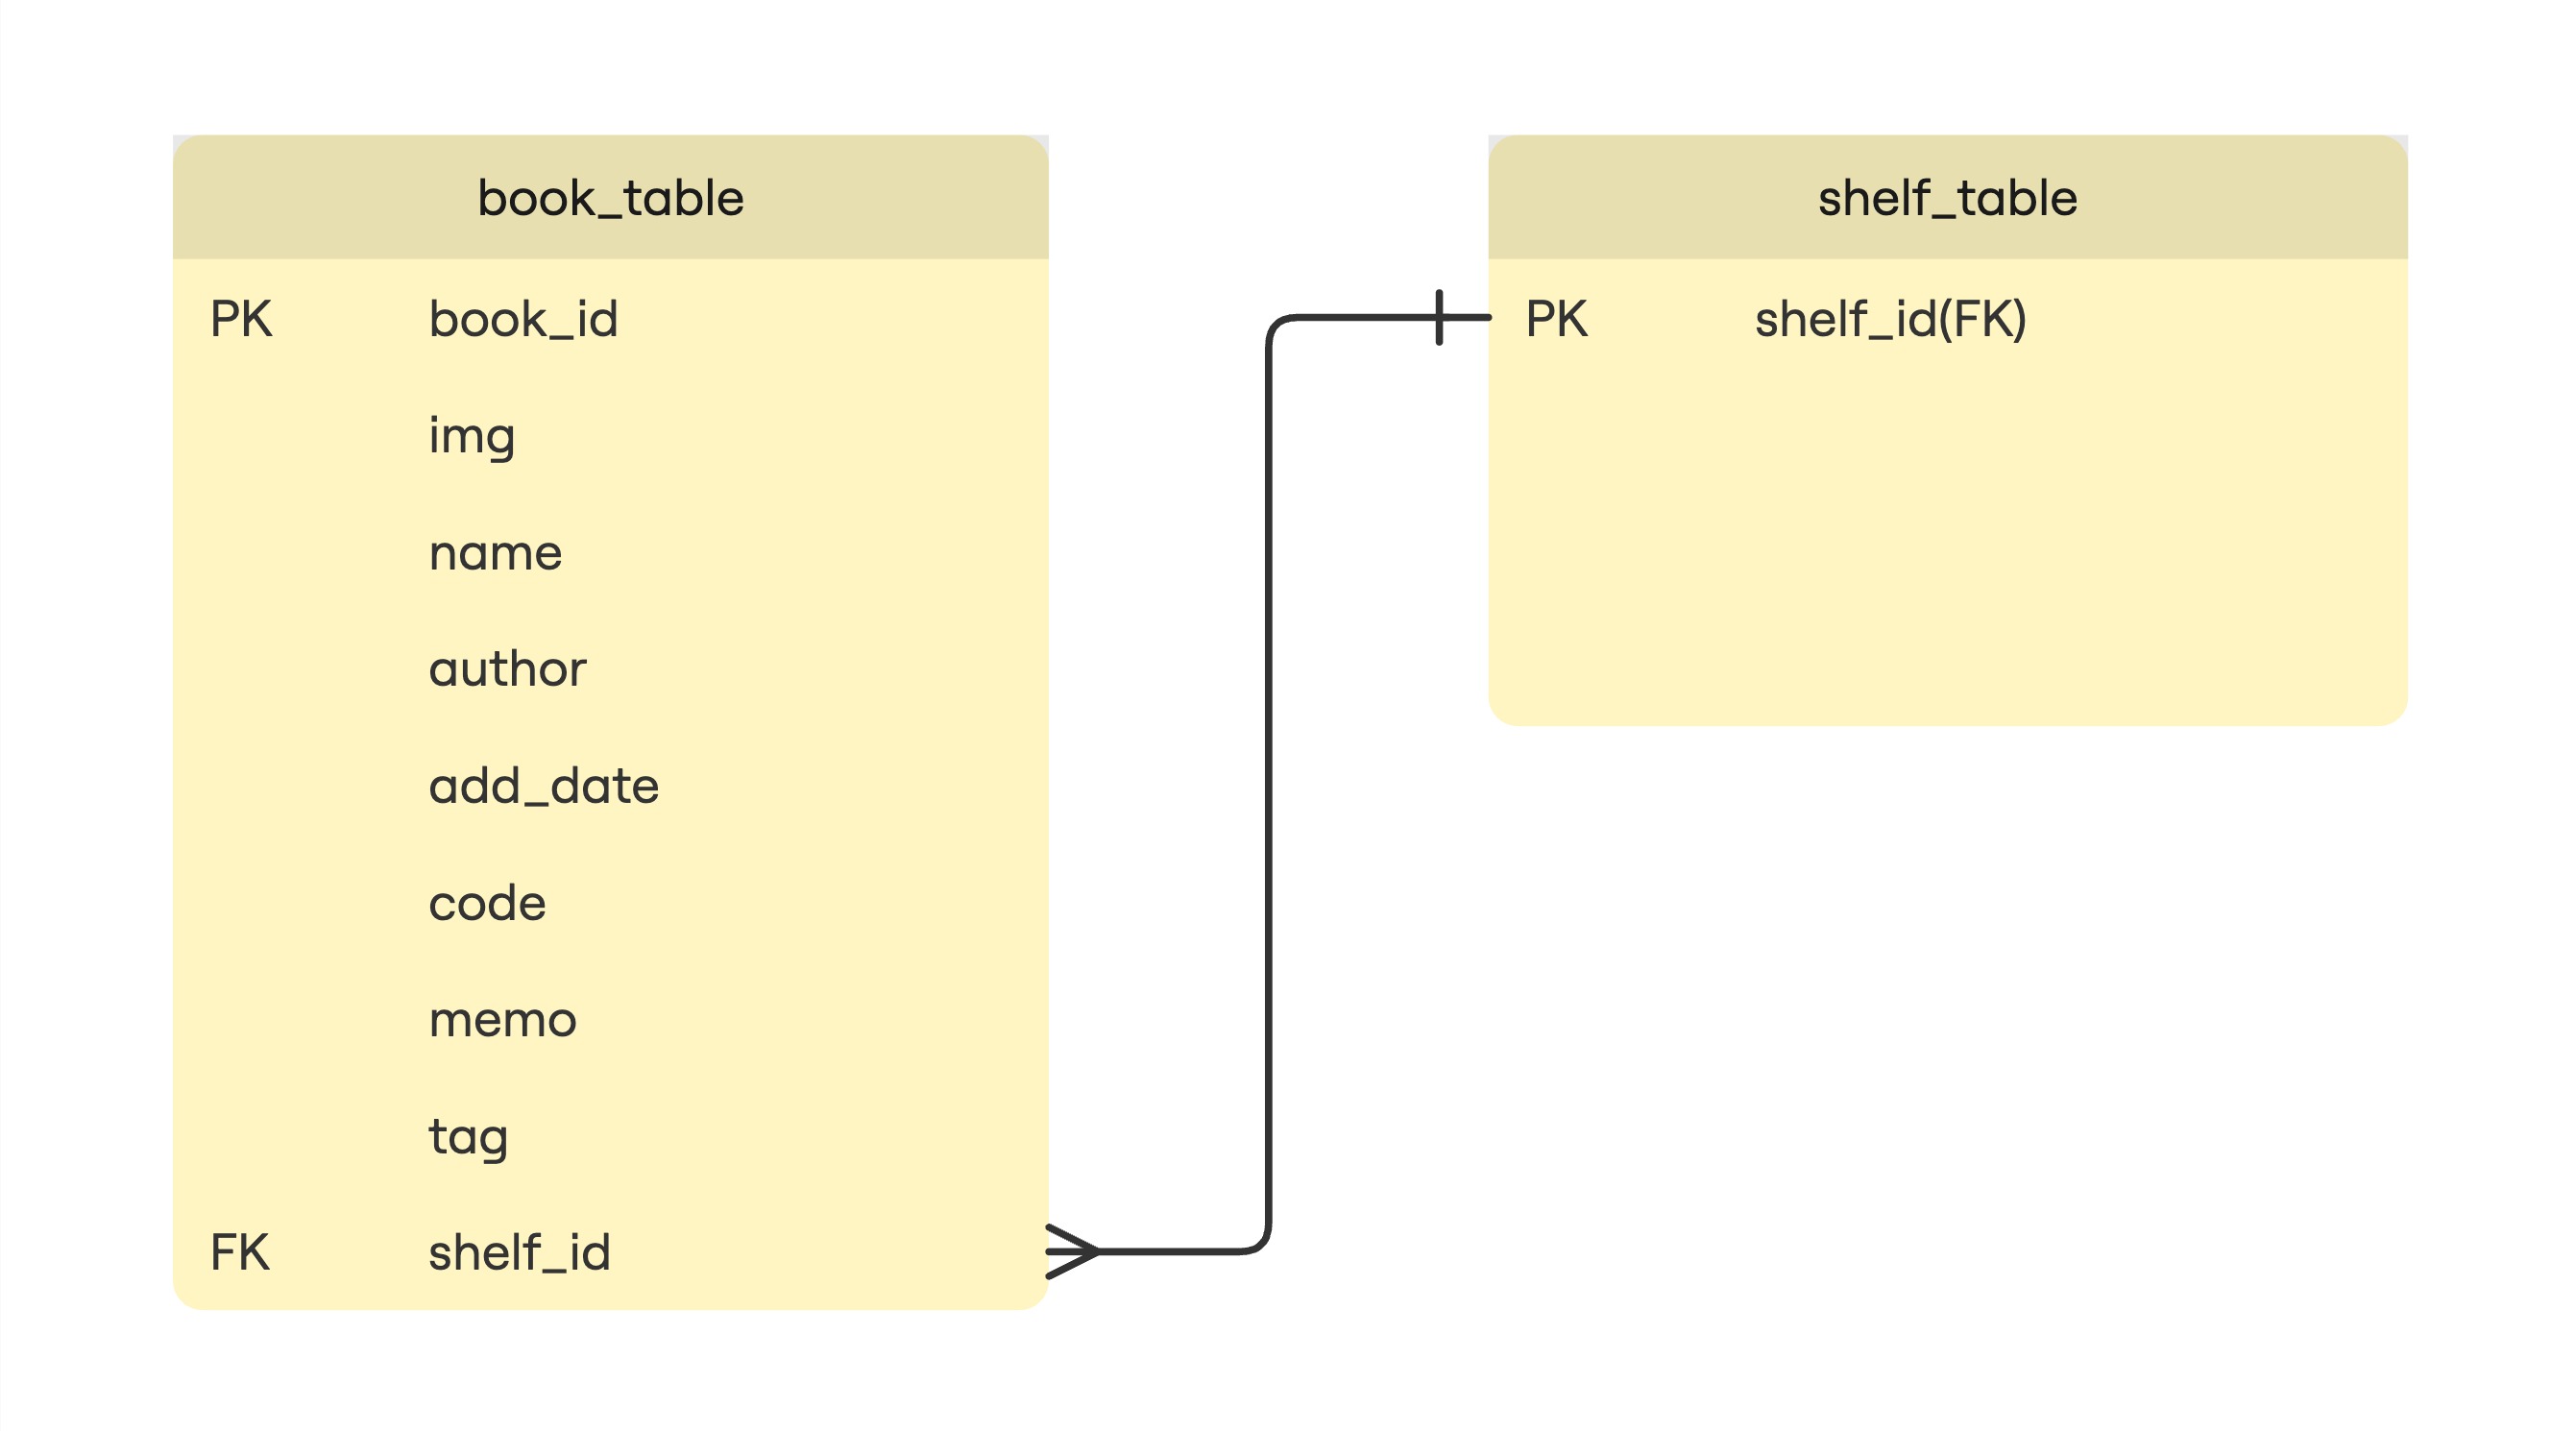 book_table
PK book_id
img
name
author
add_date
code
memo
tag
FK shelf_id
shelf_table
PK shelf_id(FK)